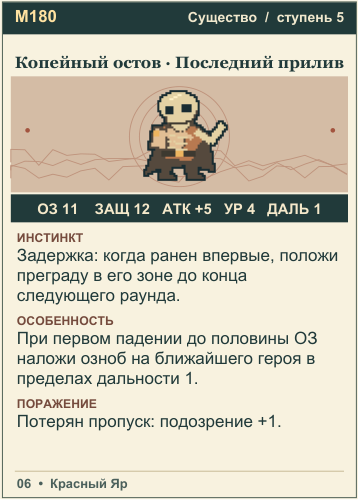 M180
Существо / ступень 5
Копейный остов · Последний прилив
ОЗ 11 ЗАЩ 12 АТК +5 УР 4 ДАЛЬ 1
ИНСТИНКТ
Задержка: когда ранен впервые, положи
преграду в его зоне до конца
следующего раунда.
ОСОБЕННОСТЬ
При первом падении до половины ОЗ
наложи озноб на ближайшего героя в
пределах дальности 1.
ПОРАЖЕНИЕ
Потерян пропуск: подозрение +1.
06 • Красный Яр